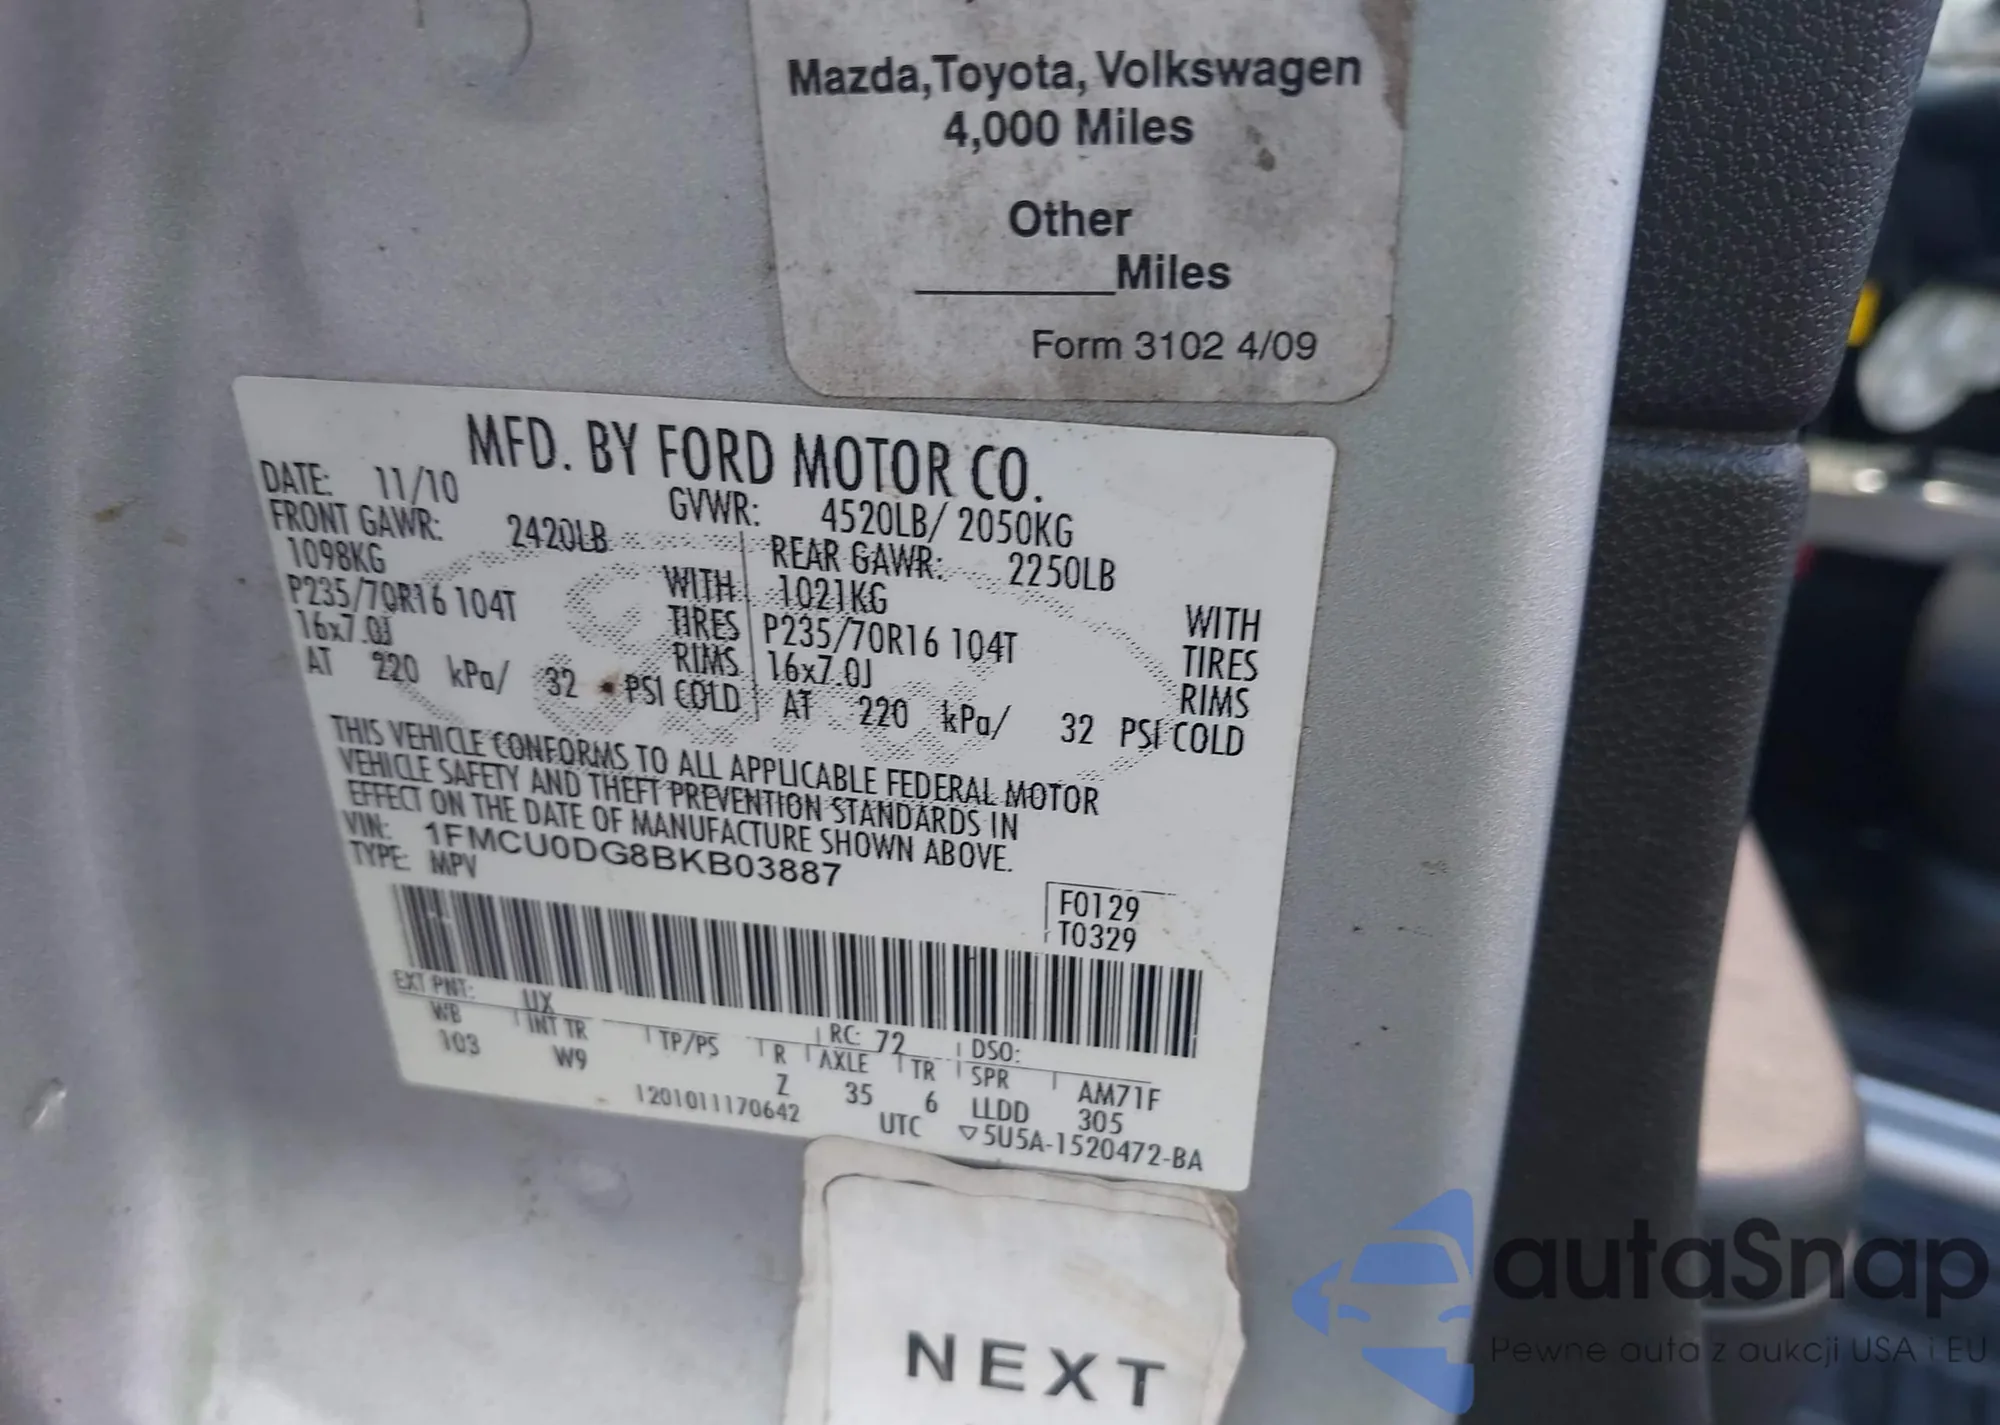 Mazda,Toyota, Volkswagen
4,000 Miles
Other
______Miles
Form 3102 4/09
MFD. BY FORD MOTOR CO.
DATE: 11/10 GVWR: 4520LB/ 2050KG
FRONT GAWR: 2420LB REAR GAWR: 2250LB
1098KG WITH 1021KG WITH
P235/70R16 104T TIRES P235/70R16 104T TIRES
16x7.0J RIMS 16x7.0J RIMS
AT 220 kPa/ 32 PSI COLD AT 220 kPa/ 32 PSI COLD
THIS VEHICLE CONFORMS TO ALL APPLICABLE FEDERAL MOTOR
VEHICLE SAFETY AND THEFT PREVENTION STANDARDS IN
EFFECT ON THE DATE OF MANUFACTURE SHOWN ABOVE.
VIN: 1FMCU0DG8BKB03887
TYPE: MPV
F0129
T0329
EXT PNT: UX RC: 72 DSO:
WB INT TR TP/PS R AXLE TR SPR AM71F
103 W9 Z 35 6 LLDD 305
1201011170642 UTC ▽5U5A-1520472-BA
NEXT
autaSnap
Pewne auta z aukcji USA i EU